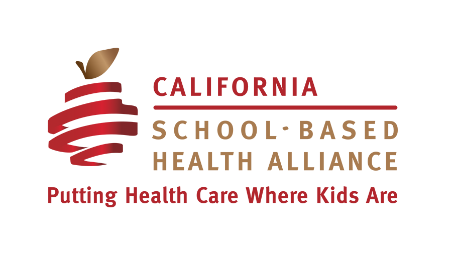 CALIFORNIA
SCHOOL-BASED
HEALTH ALLIANCE
Putting Health Care Where Kids Are